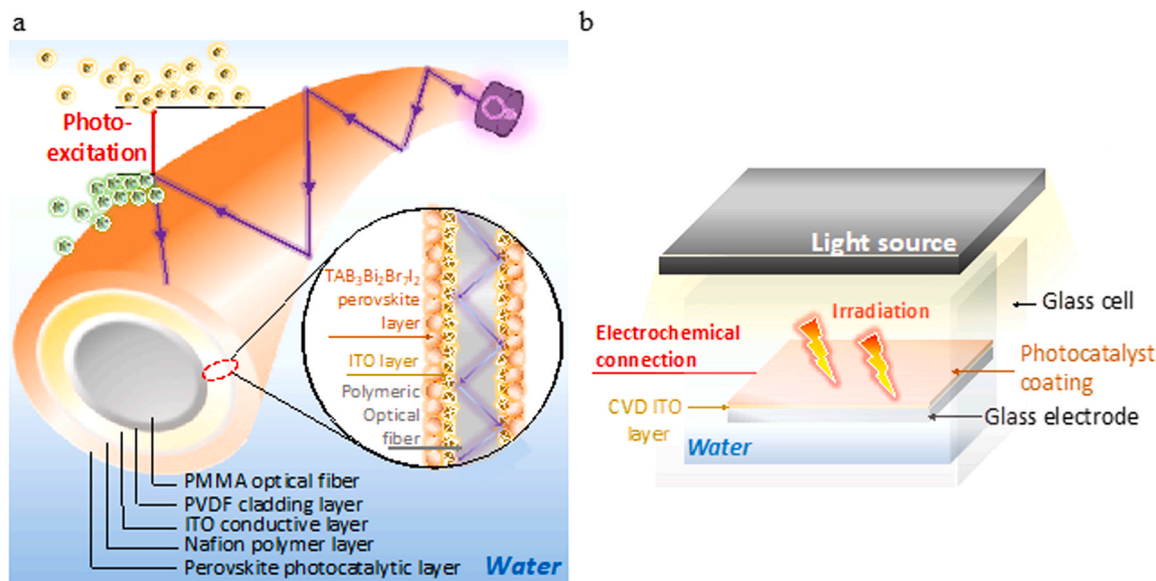 a
Photo-
excitation
TAB₃Bi₂Br₇I₂
perovskite
layer
ITO layer
Polymeric
Optical
fiber
PMMA optical fiber
PVDF cladding layer
ITO conductive layer
Nafion polymer layer
Perovskite photocatalytic layer
Water
b
Light source
Glass cell
Irradiation
Electrochemical
connection
Photocatalyst
coating
CVD ITO
layer
Glass electrode
Water